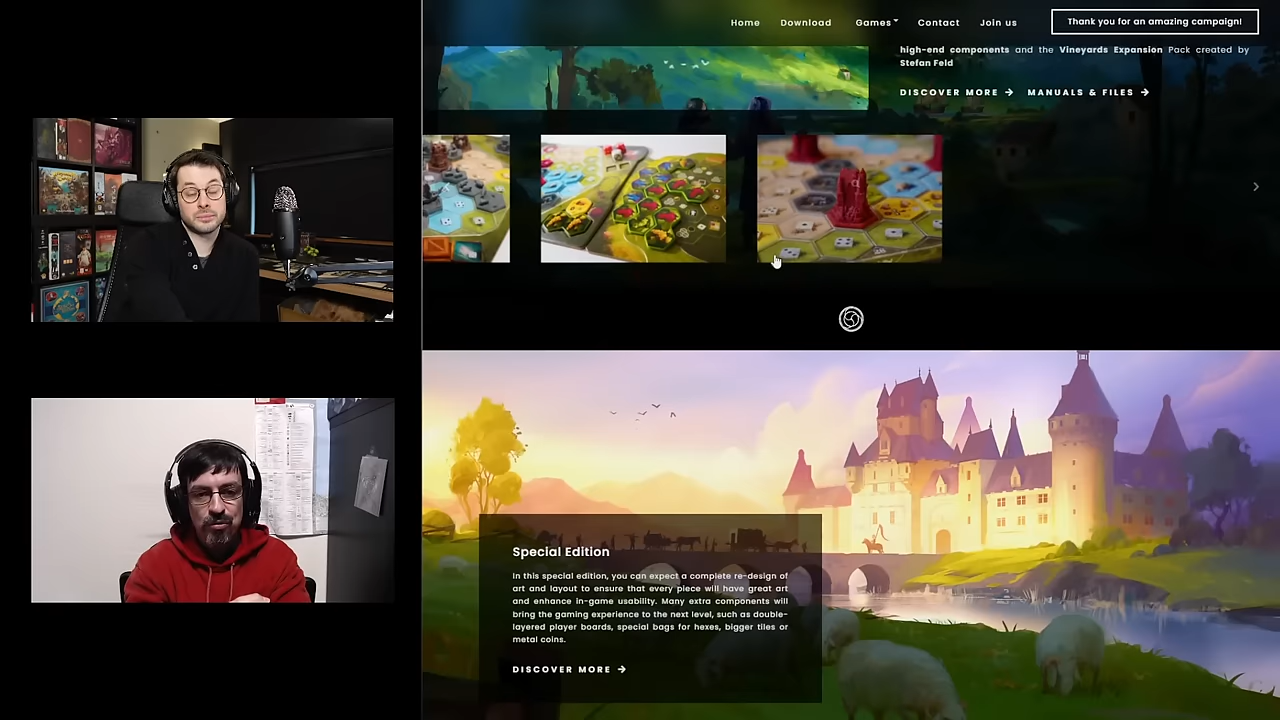 Home Download Games Contact Join us Thank you for an amazing campaign!
high-end components and the Vineyards Expansion Pack created by
Stefan Feld
DISCOVER MORE → MANUALS & FILES →
Special Edition
In this special edition, you can expect a complete re-design of
art and layout to ensure that every piece will have great art
and enhance in-game usability. Many extra components will
bring the gaming experience to the next level, such as double-
layered player boards, special bags for hexes, bigger tiles or
metal coins.
DISCOVER MORE →